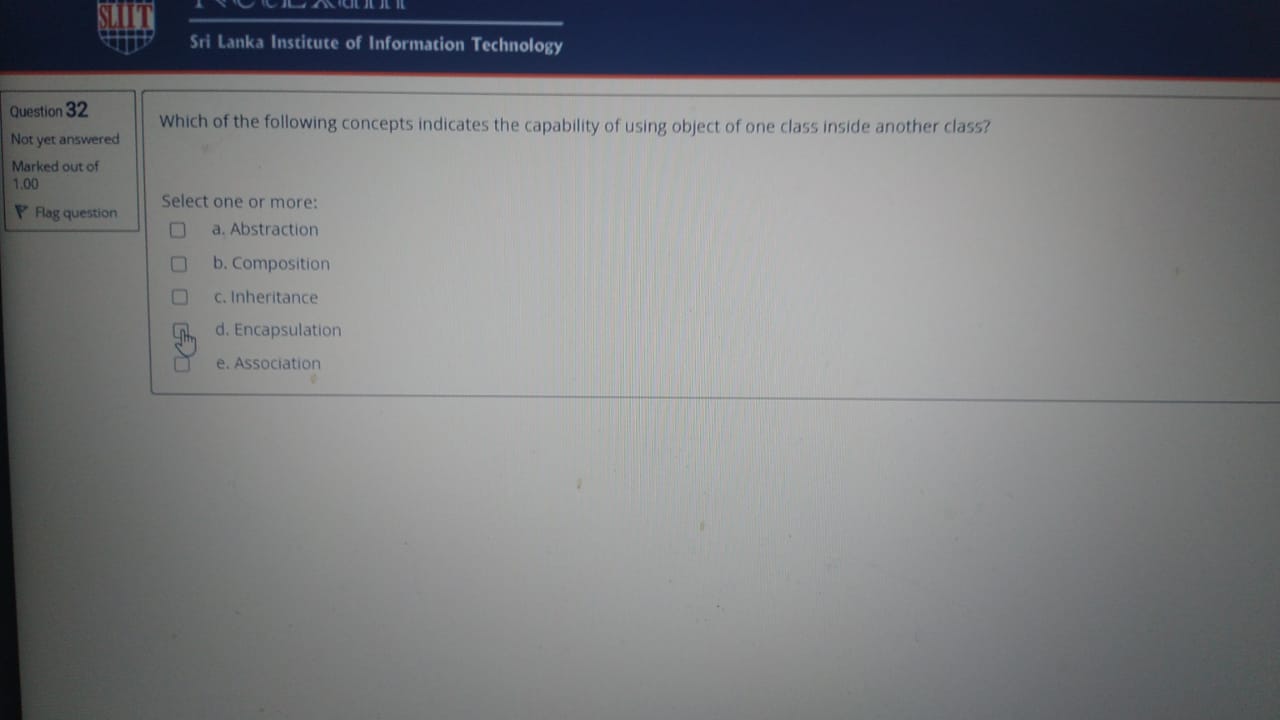 SLIIT
Sri Lanka Institute of Information Technology
Question 32
Not yet answered
Marked out of
1.00
Flag question
Which of the following concepts indicates the capability of using object of one class inside another class?
Select one or more:
a. Abstraction
b. Composition
c. Inheritance
d. Encapsulation
e. Association